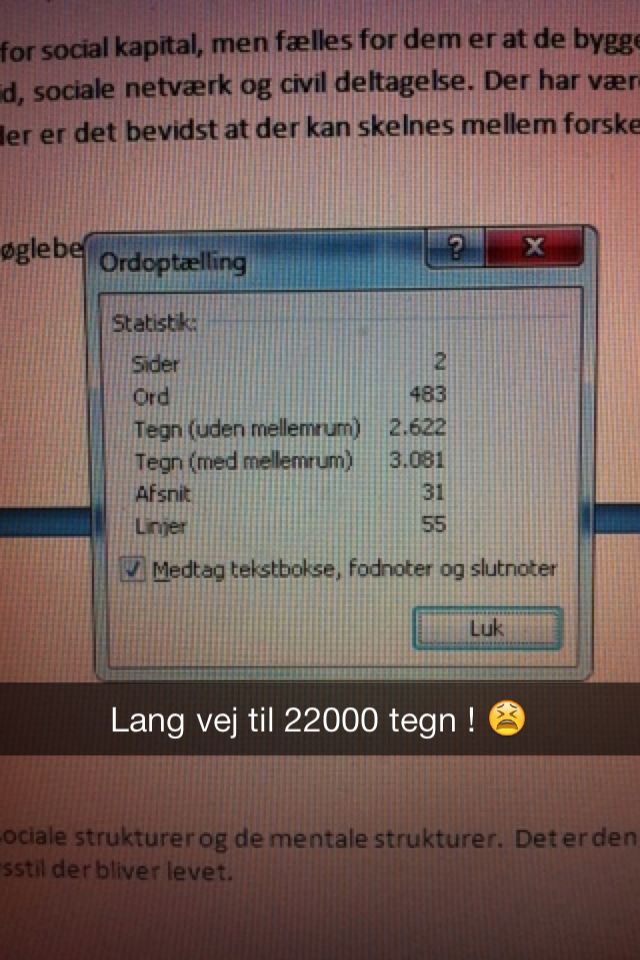 for social kapital, men fælles for dem er at de bygge
d, sociale netværk og civil deltagelse. Der har vær
ler er det bevidst at der kan skelnes mellem forske
øglebe
Ordoptælling
?
X
Statistik:
Sider 2
Ord 483
Tegn (uden mellemrum) 2.622
Tegn (med mellemrum) 3.081
Afsnit 31
Linjer 55
Medtag tekstbokse, fodnoter og slutnoter
Luk
Lang vej til 22000 tegn ! 😫
sociale strukturer og de mentale strukturer. Det er den
sstil der bliver levet.